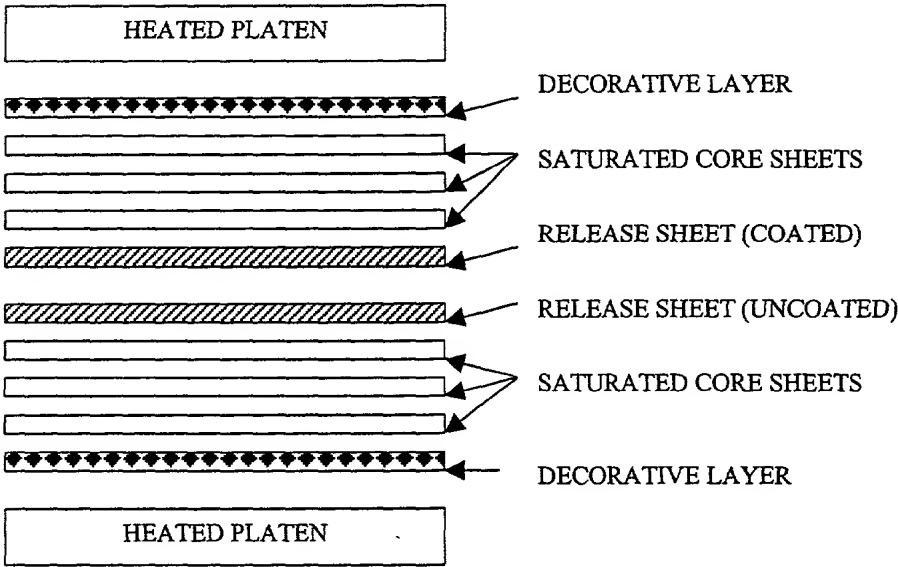 HEATED PLATEN
DECORATIVE LAYER
SATURATED CORE SHEETS
RELEASE SHEET (COATED)
RELEASE SHEET (UNCOATED)
SATURATED CORE SHEETS
DECORATIVE LAYER
HEATED PLATEN